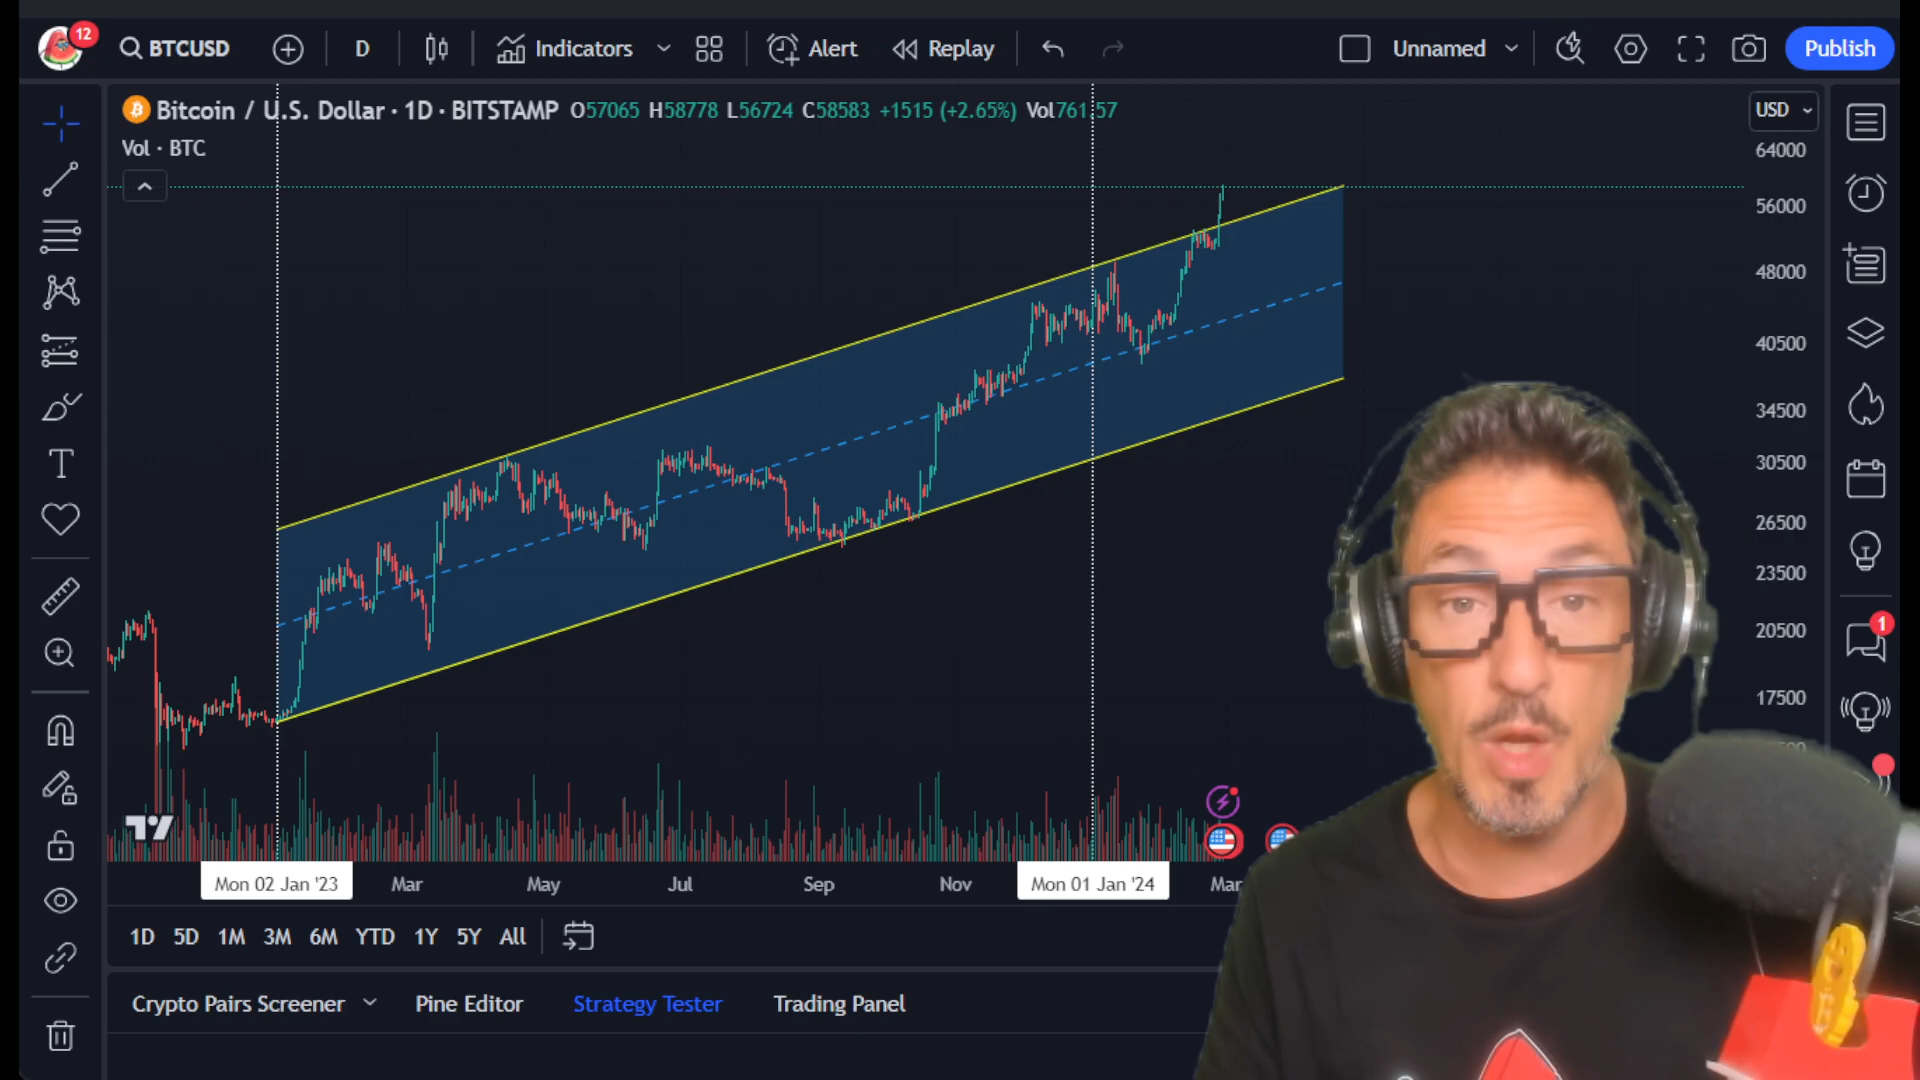 12
BTCUSD D Indicators Alert Replay Unnamed Publish
Bitcoin / U.S. Dollar · 1D · BITSTAMP O57065 H58778 L56724 C58583 +1515 (+2.65%) Vol761.57
USD
Vol · BTC
64000
56000
48000
40500
34500
30500
26500
23500
20500
17500
1
Mon 02 Jan '23 Mar May Jul Sep Nov Mon 01 Jan '24 Mar
1D 5D 1M 3M 6M YTD 1Y 5Y All
Crypto Pairs Screener Pine Editor Strategy Tester Trading Panel